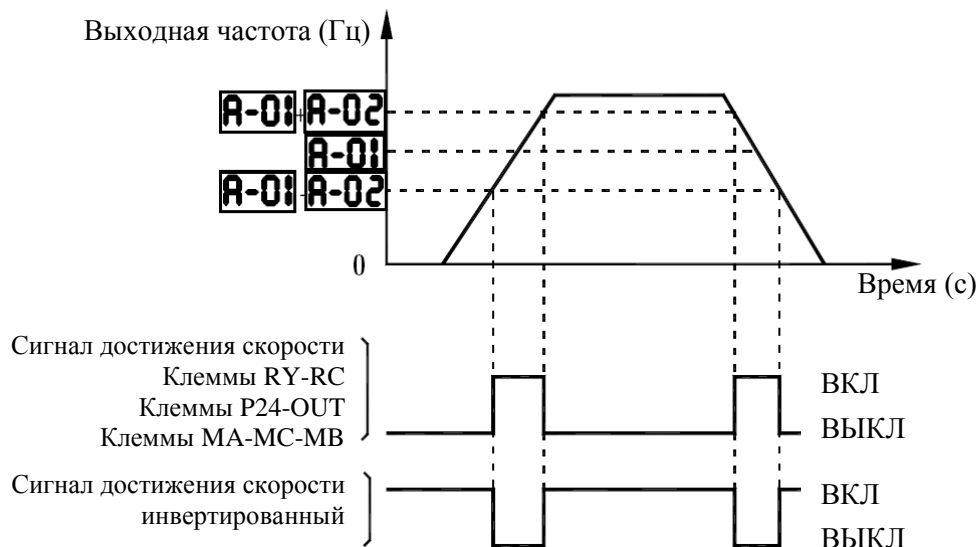 Выходная частота (Гц)
A-01+A-02
A-01
A-01-A-02
0
Время (с)
Сигнал достижения скорости
Клеммы RY-RC
Клеммы P24-OUT
Клеммы MA-MC-MB
ВКЛ
ВЫКЛ
Сигнал достижения скорости
инвертированный
ВКЛ
ВЫКЛ